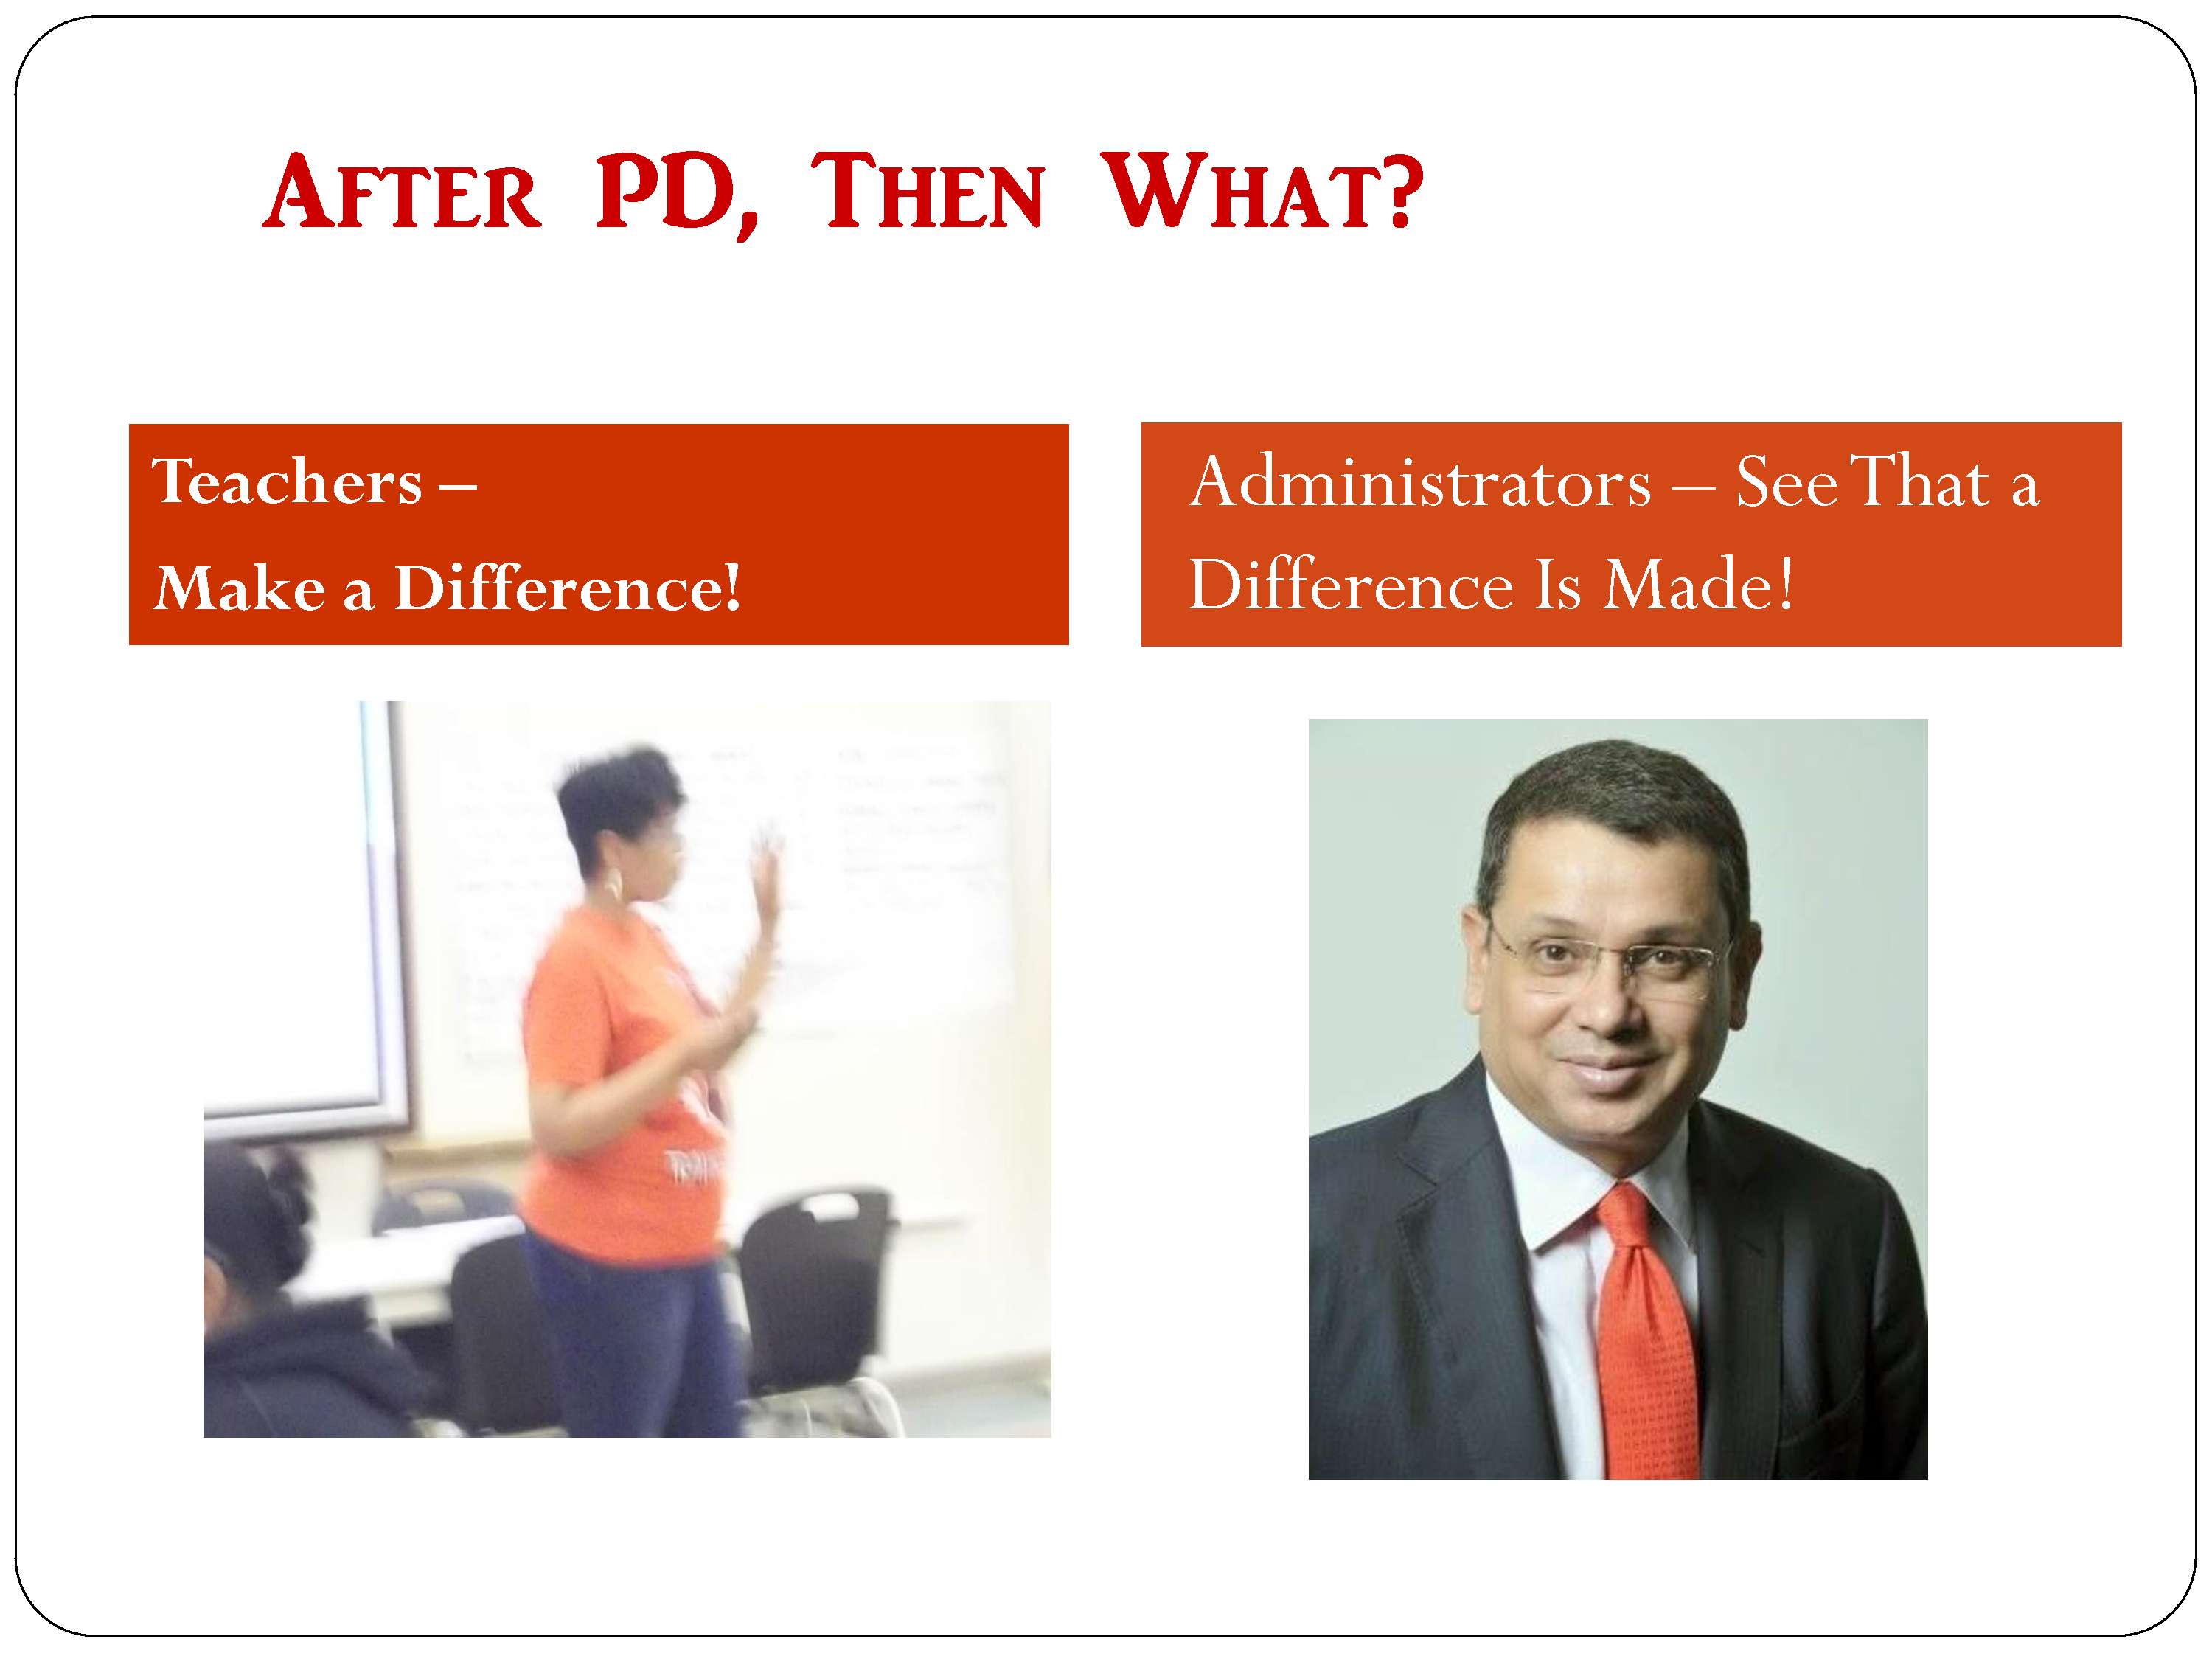 After PD, Then What?
Teachers –
Make a Difference!
Administrators – See That a
Difference Is Made!